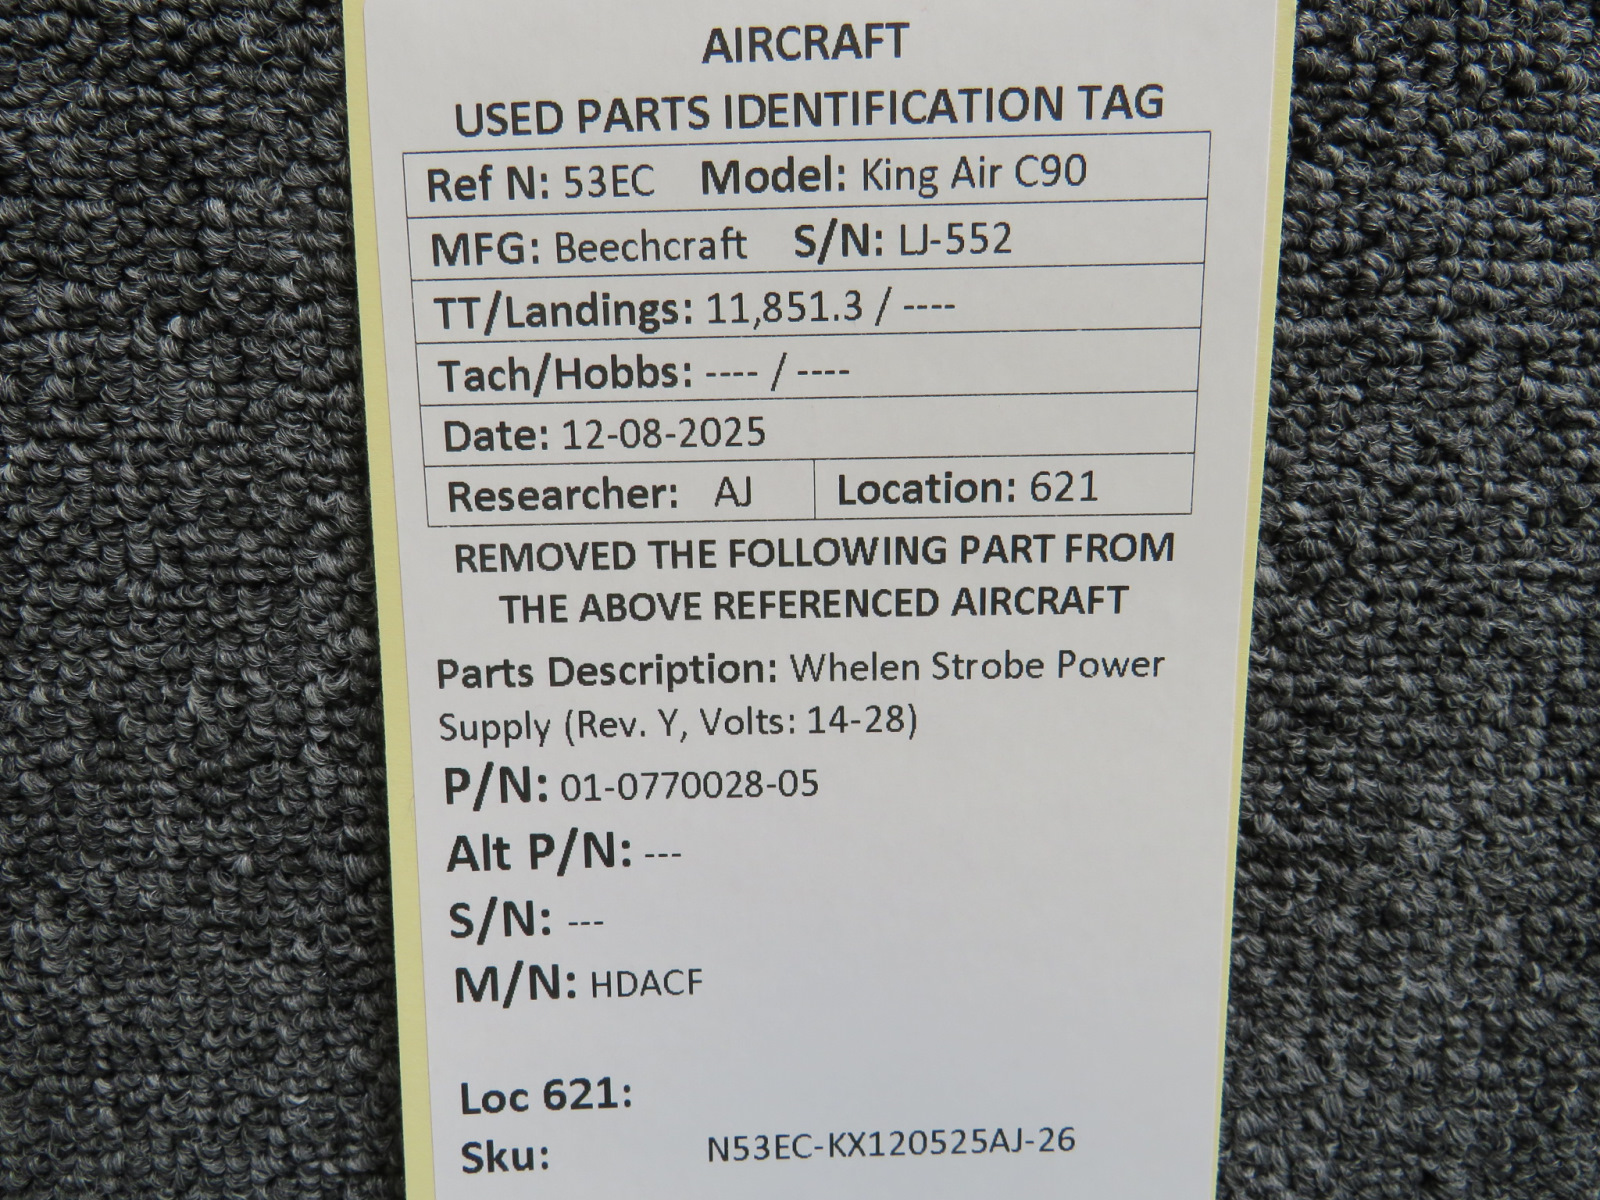 AIRCRAFT
USED PARTS IDENTIFICATION TAG
Ref N: 53EC Model: King Air C90
MFG: Beechcraft S/N: LJ-552
TT/Landings: 11,851.3 / ----
Tach/Hobbs: ---- / ----
Date: 12-08-2025
Researcher: AJ Location: 621
REMOVED THE FOLLOWING PART FROM
THE ABOVE REFERENCED AIRCRAFT
Parts Description: Whelen Strobe Power
Supply (Rev. Y, Volts: 14-28)
P/N: 01-0770028-05
Alt P/N: ---
S/N: ---
M/N: HDACF
Loc 621:
Sku: N53EC-KX120525AJ-26